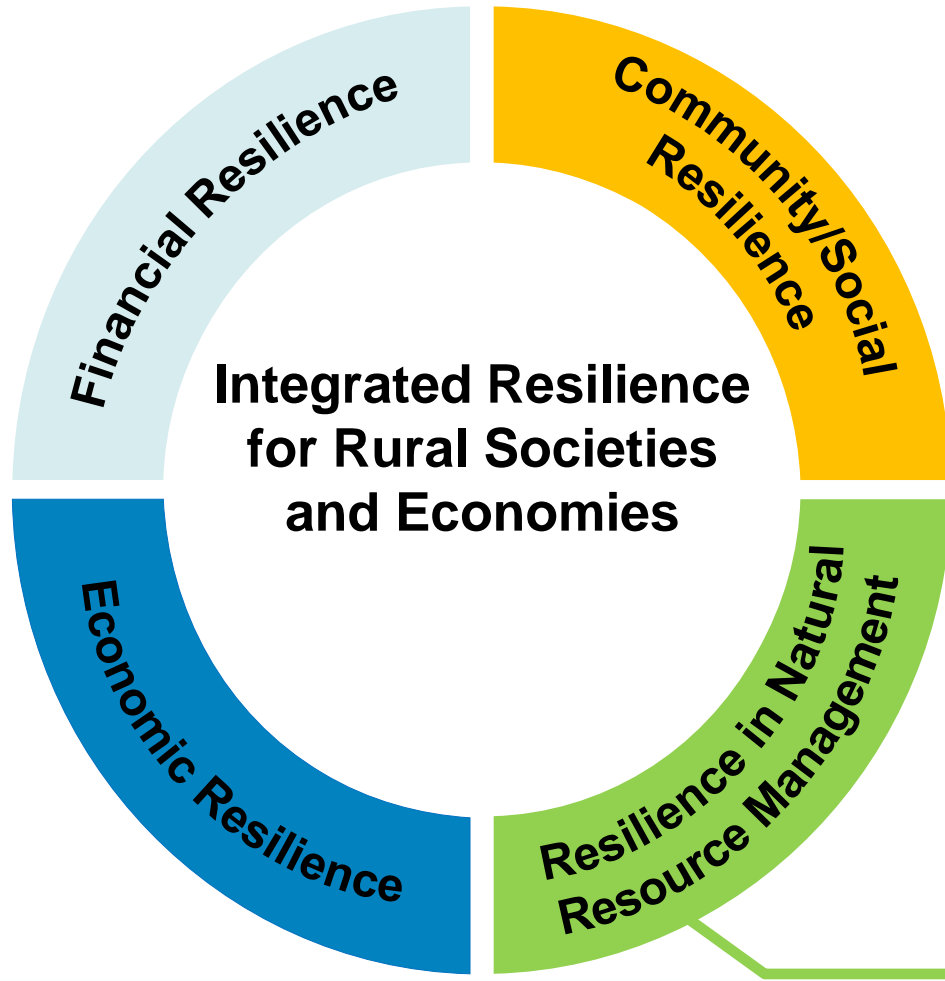 Financial Resilience
Community/Social
Resilience
Integrated Resilience
for Rural Societies
and Economies
Economic Resilience
Resilience in Natural
Resource Management